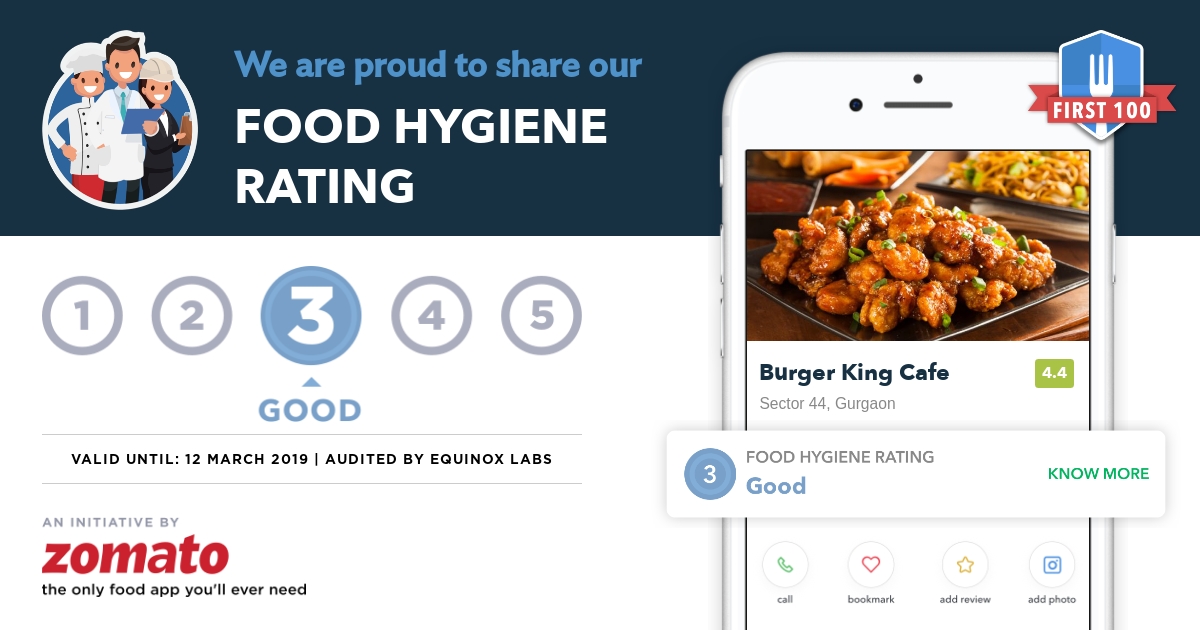 We are proud to share our
FOOD HYGIENE
RATING
FIRST 100
1 2 3 4 5
GOOD
VALID UNTIL: 12 MARCH 2019 | AUDITED BY EQUINOX LABS
AN INITIATIVE BY
zomato
the only food app you'll ever need
Burger King Cafe 4.4
Sector 44, Gurgaon
3 FOOD HYGIENE RATING
Good
KNOW MORE
call bookmark add review add photo